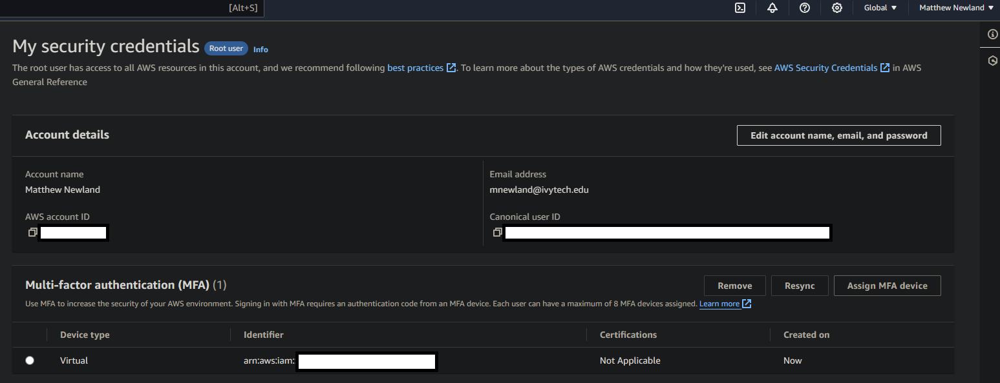 [Alt+S]
Global
Matthew Newland
My security credentials
Root user
Info
The root user has access to all AWS resources in this account, and we recommend following best practices. To learn more about the types of AWS credentials and how they're used, see AWS Security Credentials in AWS
General Reference
Account details
Edit account name, email, and password
Account name
Matthew Newland
Email address
mnewland@ivytech.edu
AWS account ID
Canonical user ID
Multi-factor authentication (MFA) (1)
Remove
Resync
Assign MFA device
Use MFA to increase the security of your AWS environment. Signing in with MFA requires an authentication code from an MFA device. Each user can have a maximum of 8 MFA devices assigned. Learn more
Device type
Identifier
Certifications
Created on
Virtual
arn:aws:iam:
Not Applicable
Now